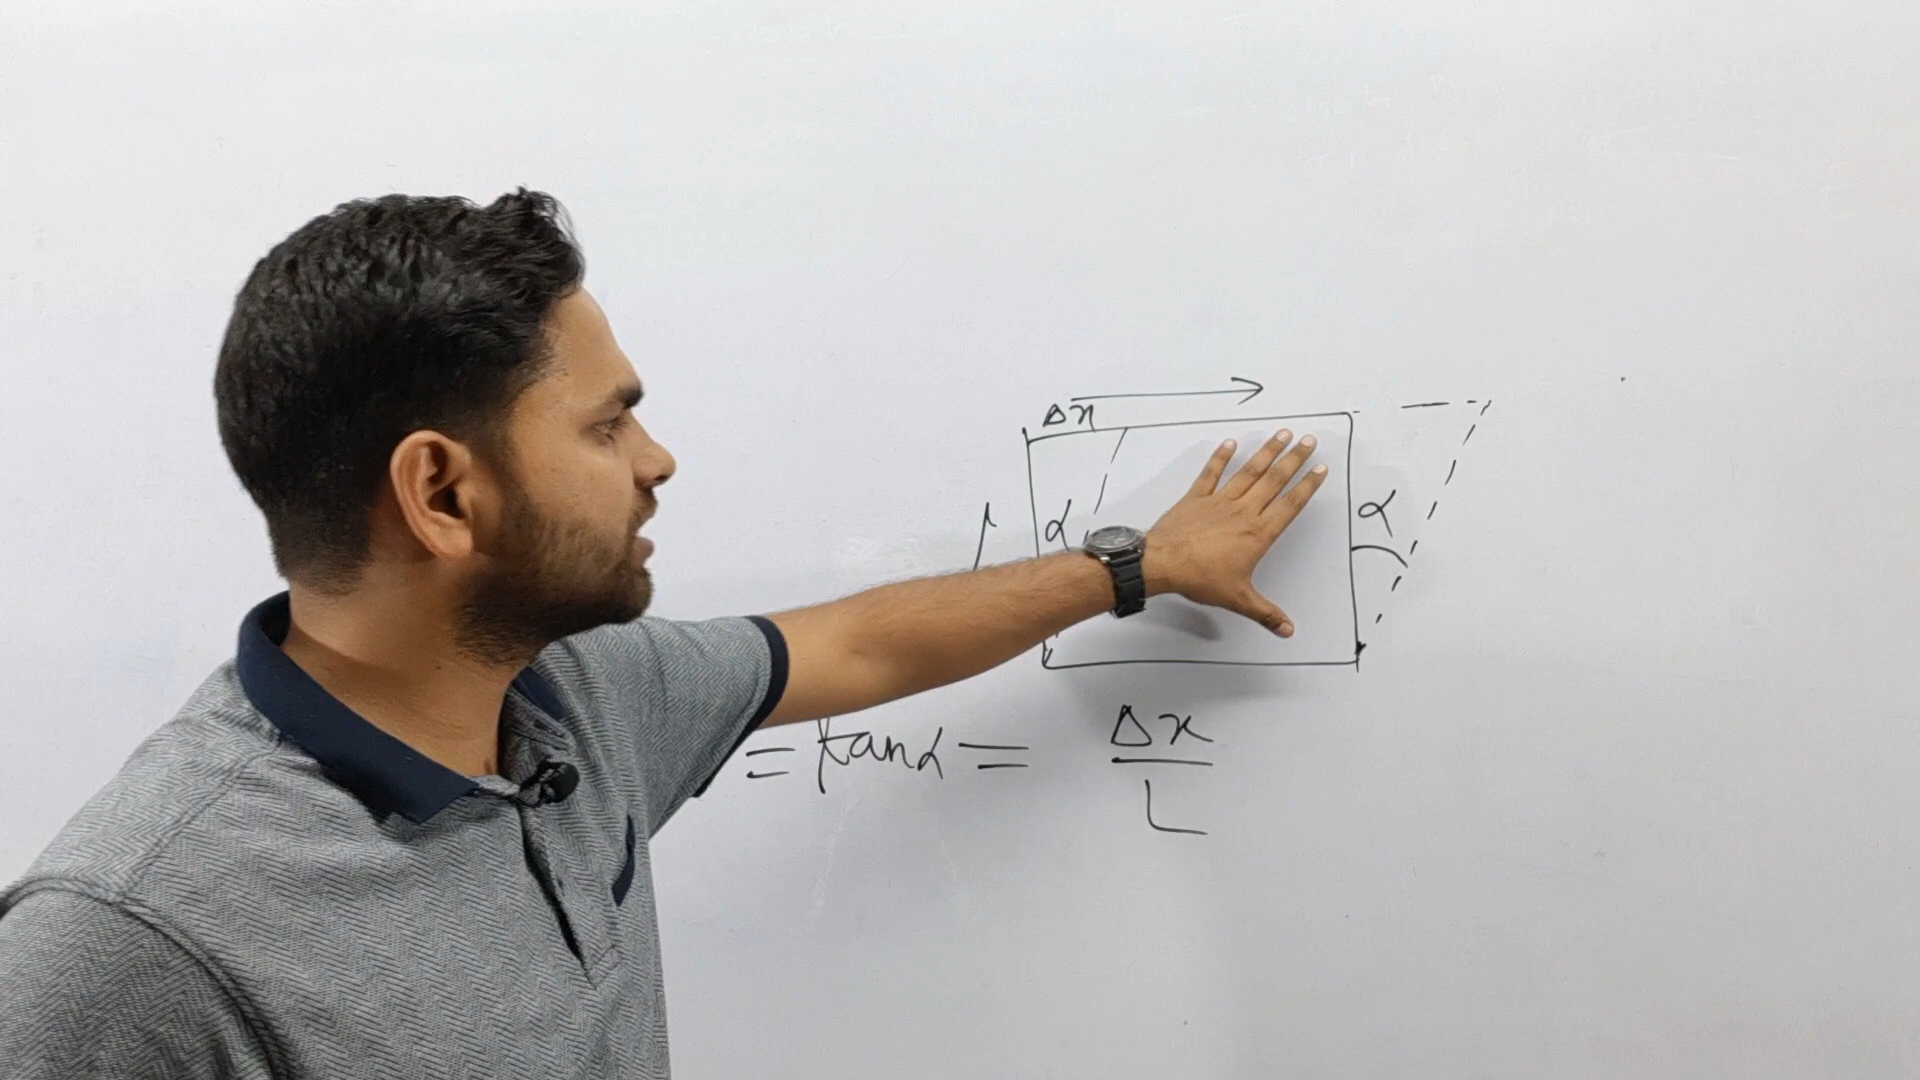 Δx
α α
= tanα = Δx / L